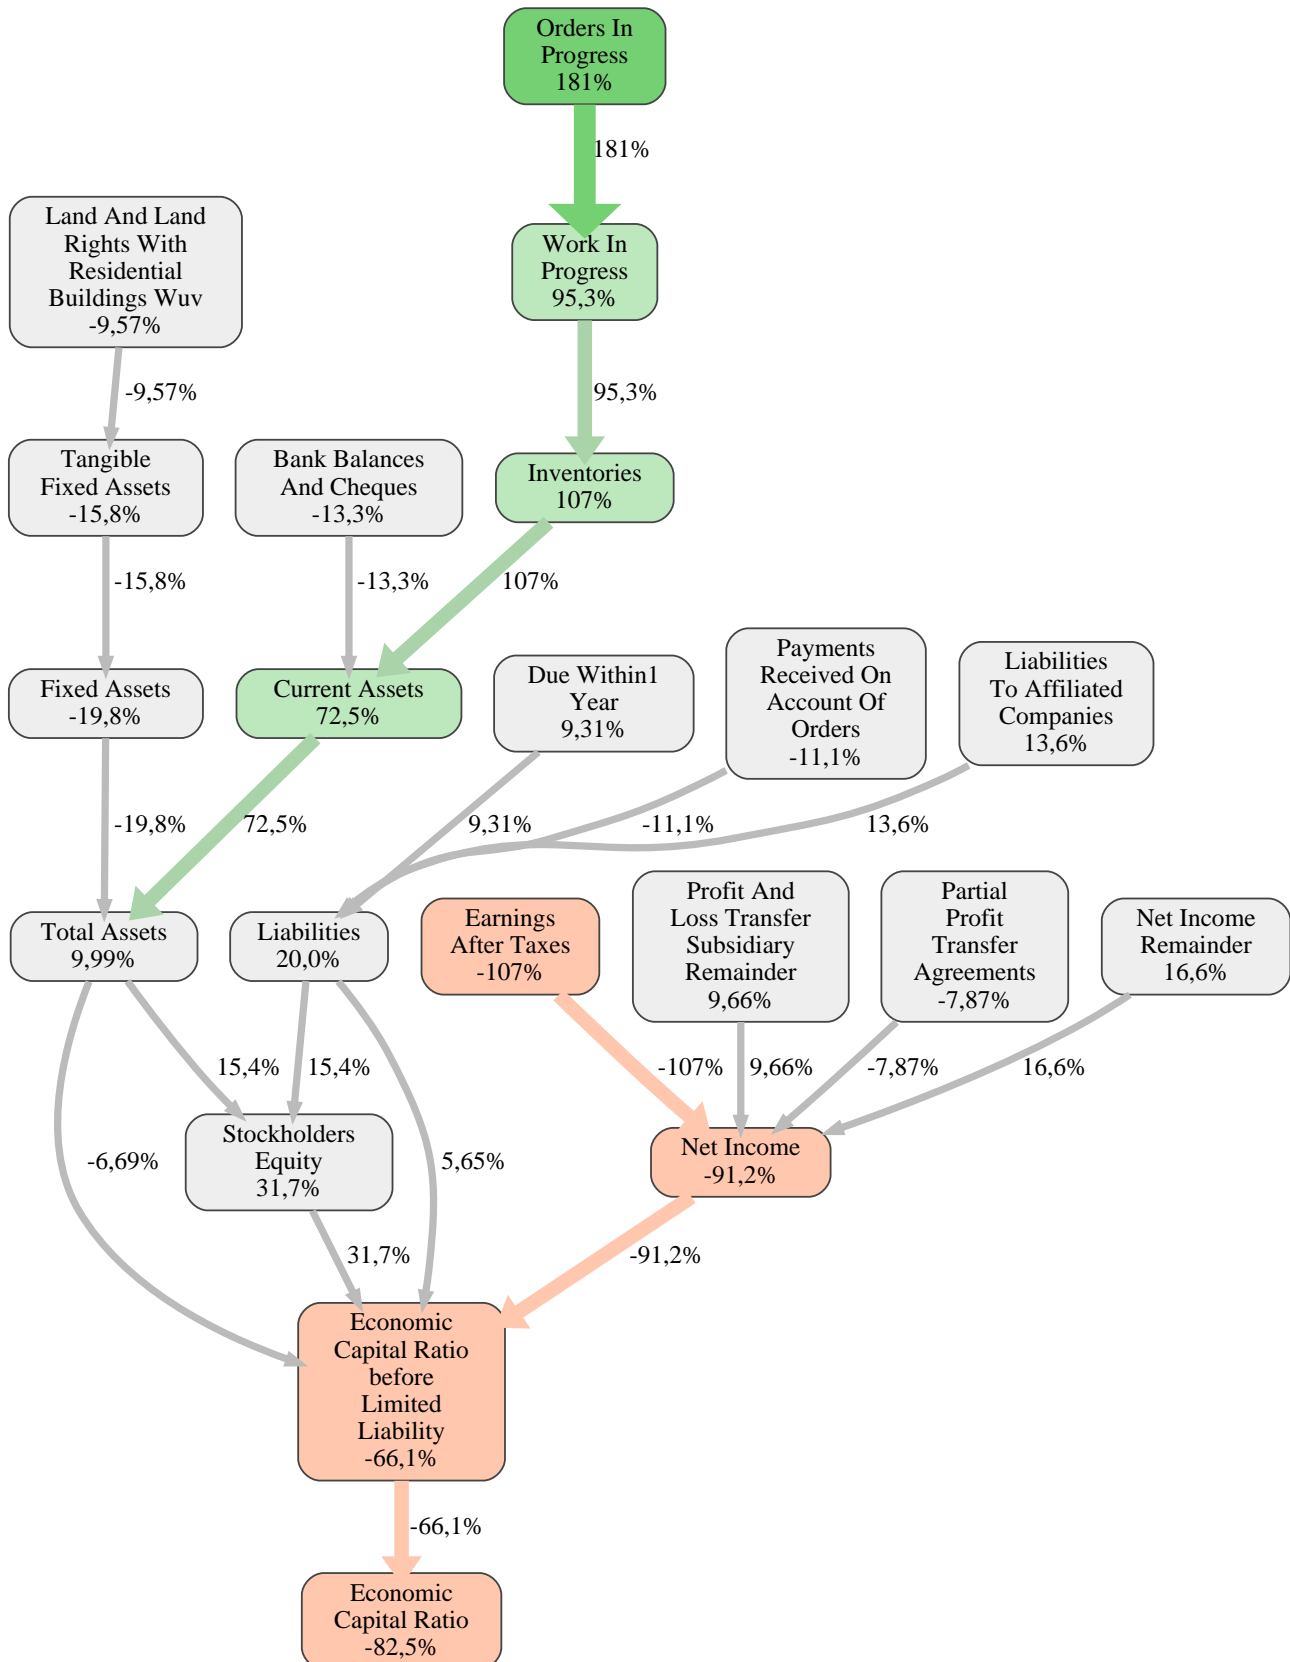 Orders In
Progress
181%
181%
Land And Land
Rights With
Residential
Buildings Wuv
-9,57%
Work In
Progress
95,3%
-9,57%
95,3%
Tangible
Fixed Assets
-15,8%
Bank Balances
And Cheques
-13,3%
Inventories
107%
-15,8%
-13,3%
107%
Fixed Assets
-19,8%
Current Assets
72,5%
Due Within1
Year
9,31%
Payments
Received On
Account Of
Orders
-11,1%
Liabilities
To Affiliated
Companies
13,6%
-19,8%
72,5%
9,31%
-11,1%
13,6%
Total Assets
9,99%
Liabilities
20,0%
Earnings
After Taxes
-107%
Profit And
Loss Transfer
Subsidiary
Remainder
9,66%
Partial
Profit
Transfer
Agreements
-7,87%
Net Income
Remainder
16,6%
15,4%
15,4%
-107%
9,66%
-7,87%
16,6%
-6,69%
Stockholders
Equity
31,7%
5,65%
Net Income
-91,2%
31,7%
-91,2%
Economic
Capital Ratio
before
Limited
Liability
-66,1%
-66,1%
Economic
Capital Ratio
-82,5%